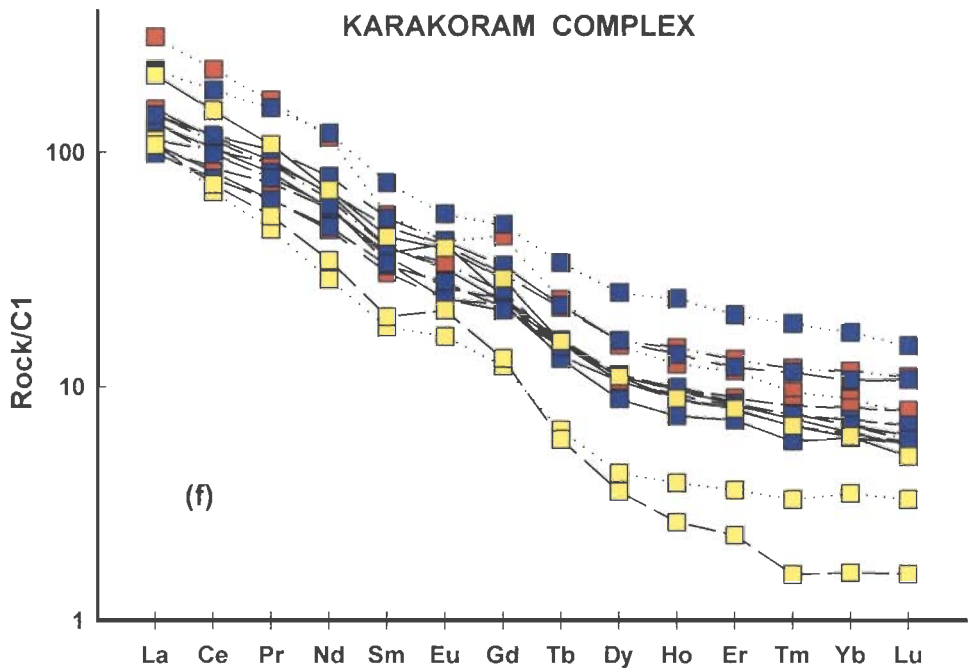 KARAKORAM COMPLEX
Rock/C1
100
10
1
(f)
La Ce Pr Nd Sm Eu Gd Tb Dy Ho Er Tm Yb Lu